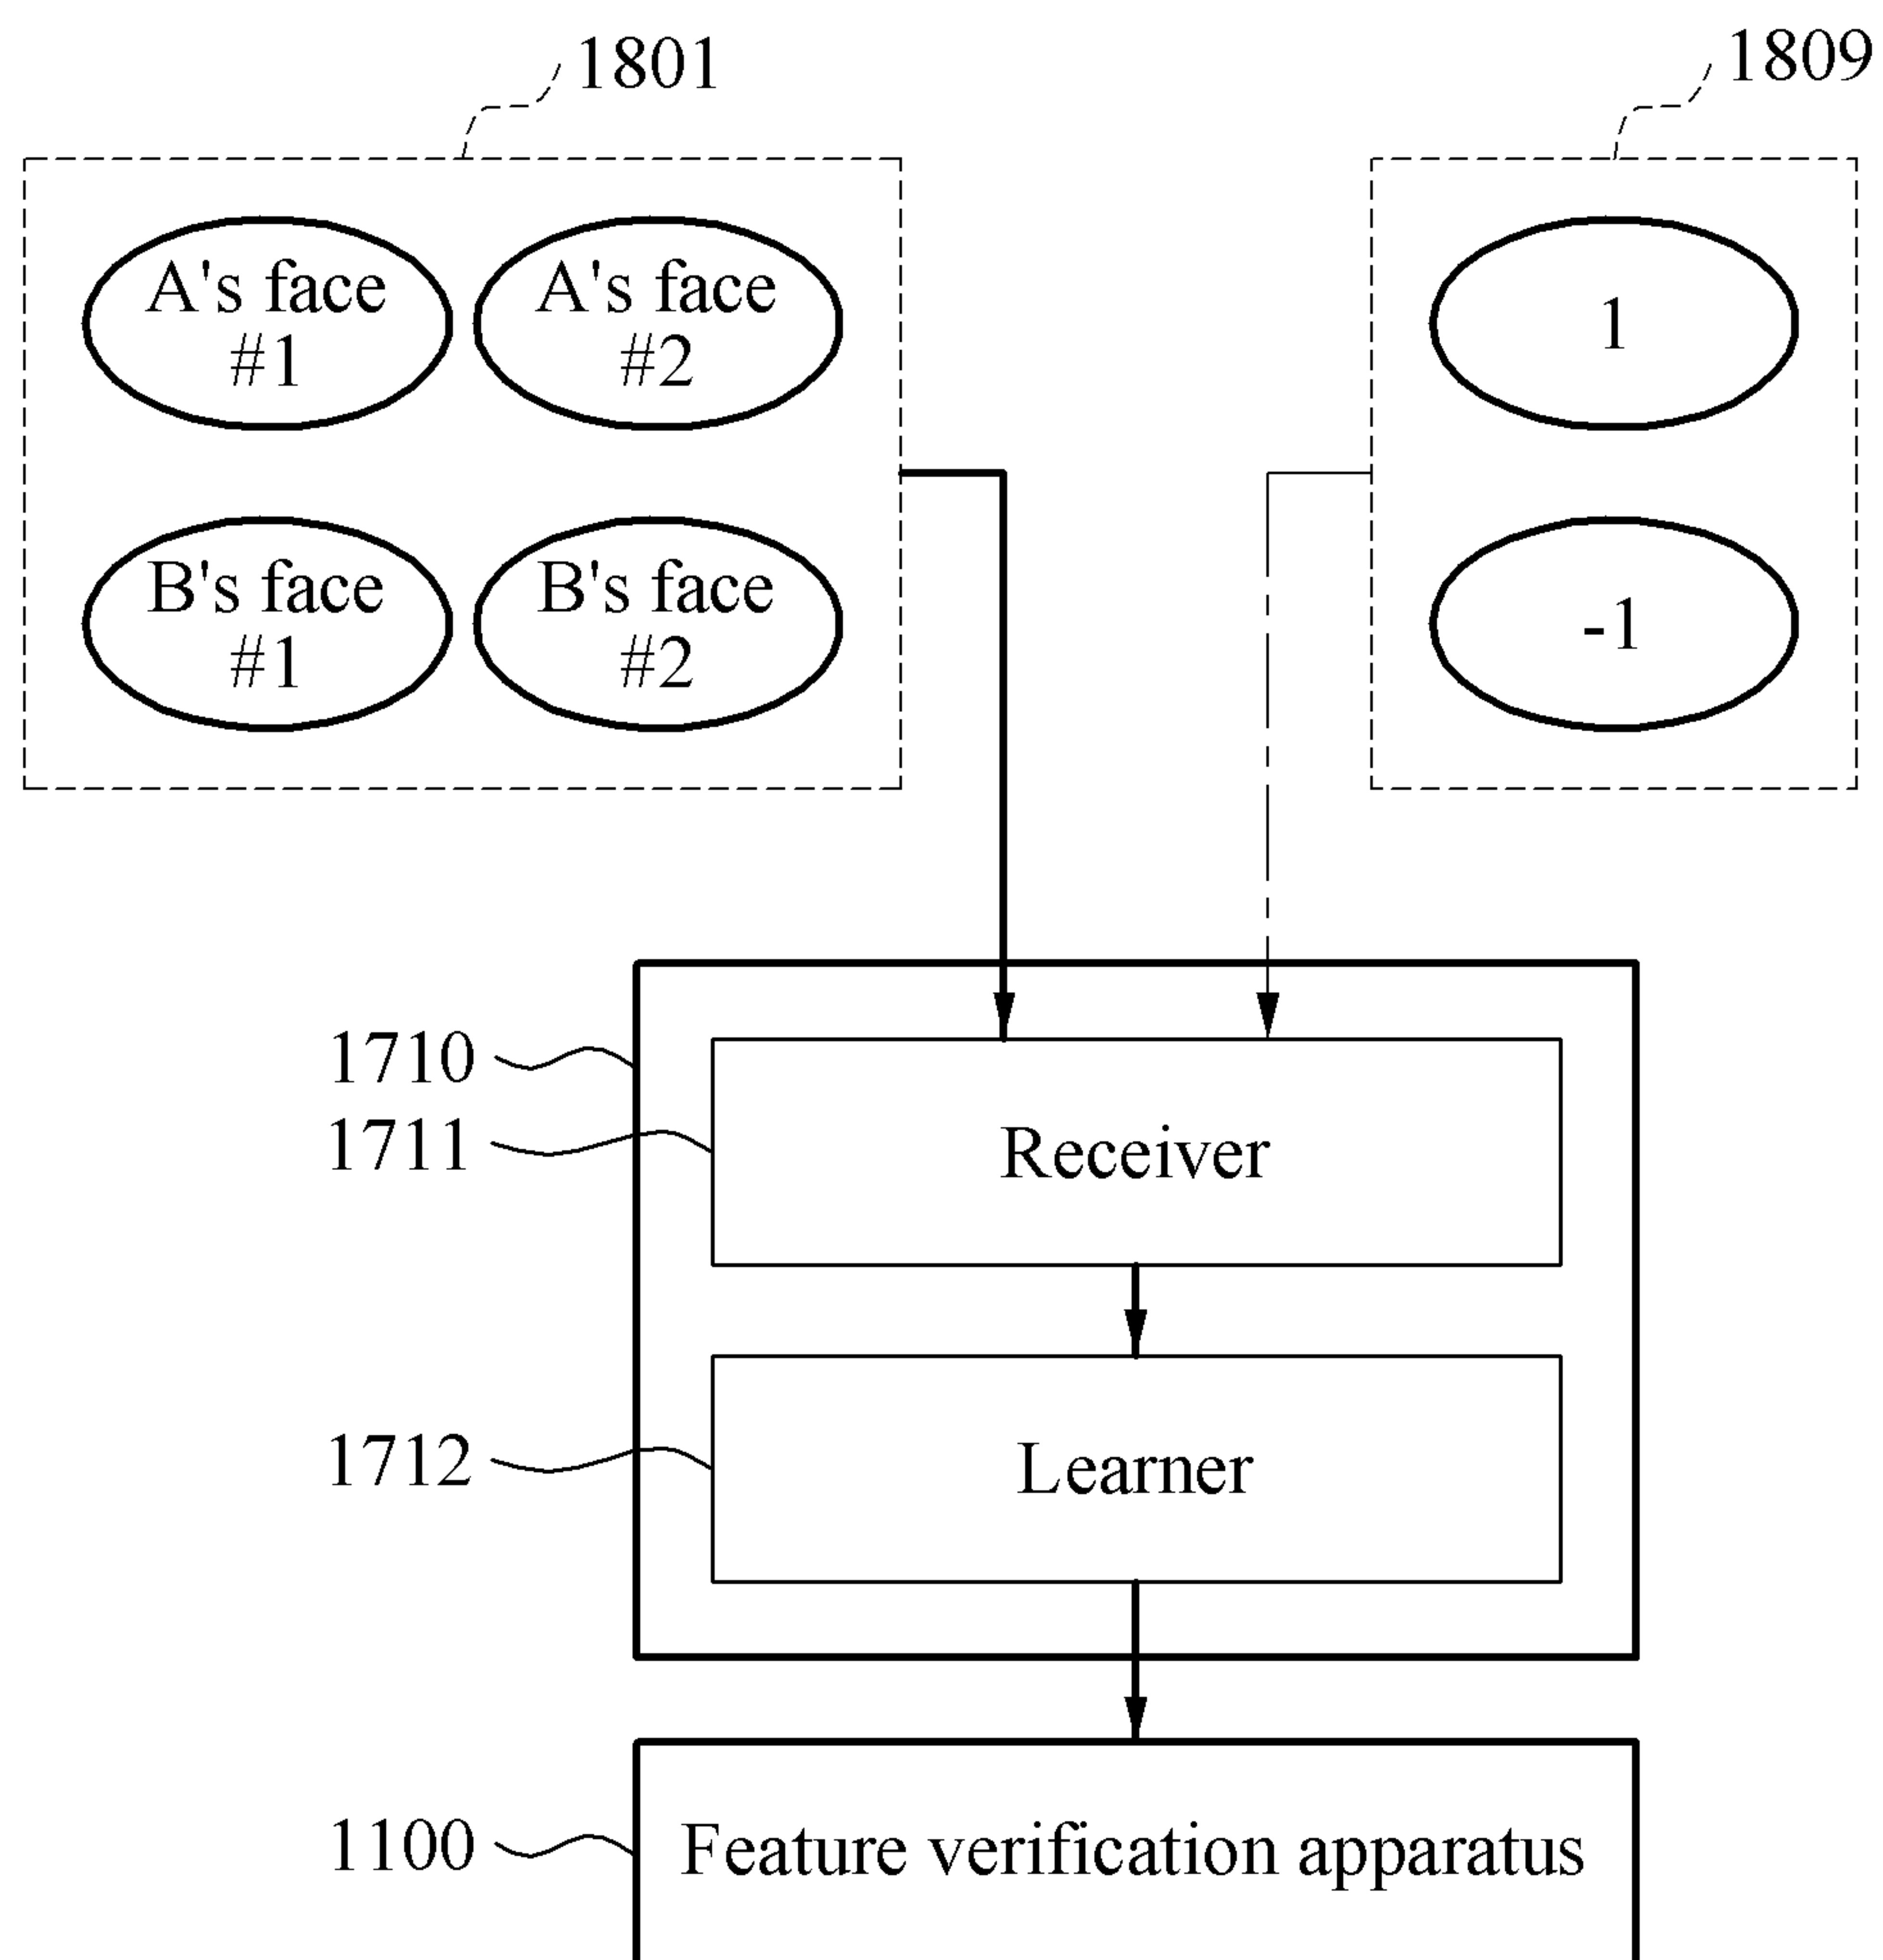 1801
1809
A's face
#1
A's face
#2
1
B's face
#1
B's face
#2
-1
1710
1711
Receiver
1712
Learner
1100
Feature verification apparatus